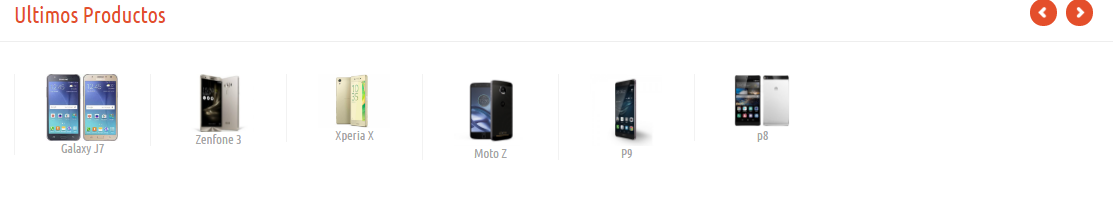 Ultimos Productos
Galaxy J7
Zenfone 3
Xperia X
Moto Z
P9
p8